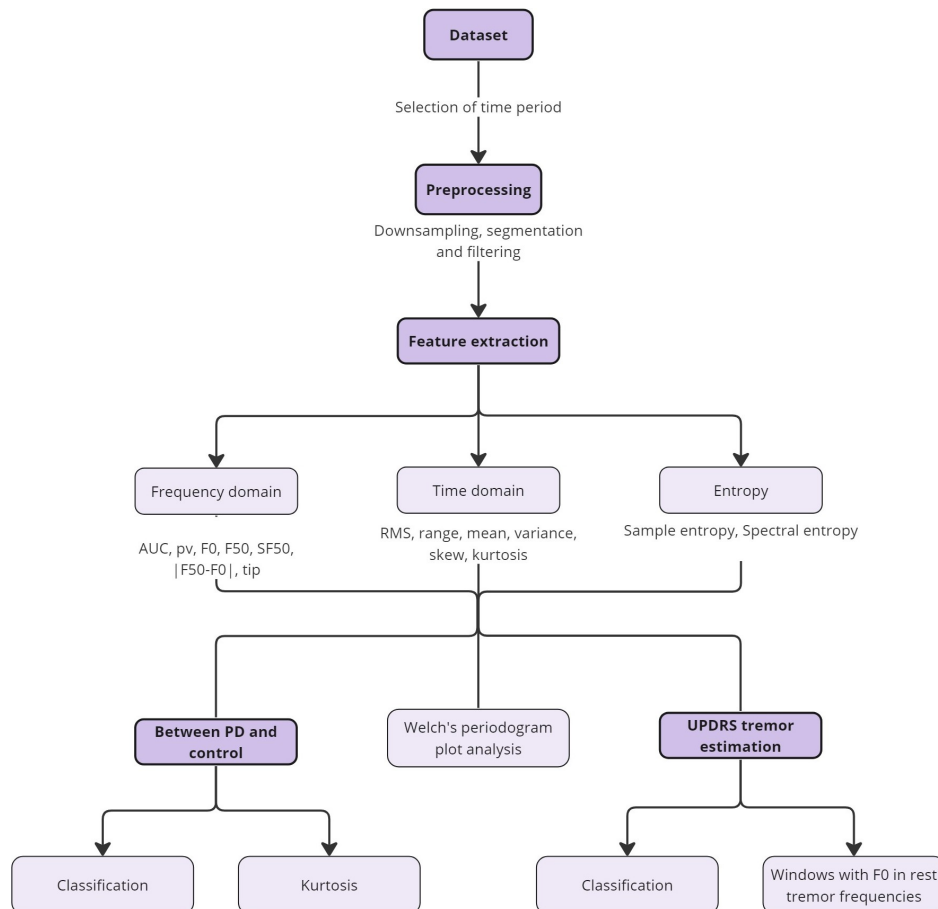 Dataset
Selection of time period
Preprocessing
Downsampling, segmentation
and filtering
Feature extraction
Frequency domain
Time domain
Entropy
AUC, pv, F0, F50, SF50,
|F50-F0|, tip
RMS, range, mean, variance,
skew, kurtosis
Sample entropy, Spectral entropy
Between PD and
control
Welch's periodogram
plot analysis
UPDRS tremor
estimation
Classification
Kurtosis
Classification
Windows with F0 in rest
tremor frequencies